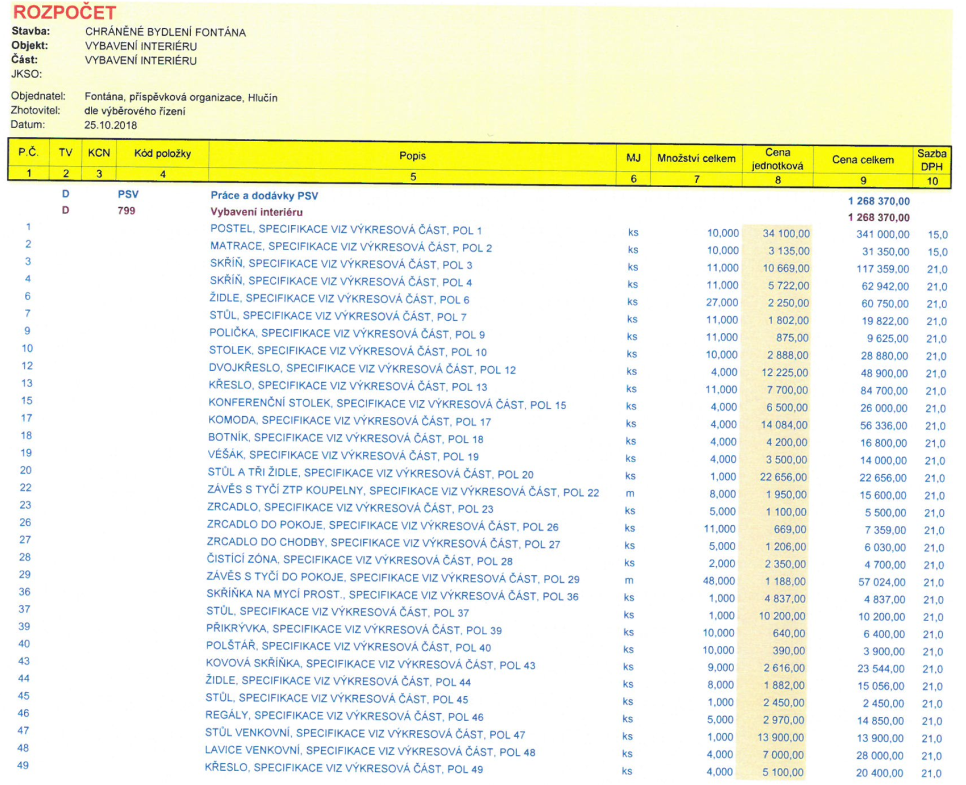 ROZPOČET
Stavba: CHRÁNĚNÉ BYDLENÍ FONTÁNA
Objekt: VYBAVENÍ INTERIÉRU
Část: VYBAVENÍ INTERIÉRU
JKSO:
Objednatel: Fontána, příspěvková organizace, Hlučín
Zhotovitel: dle výběrového řízení
Datum: 25.10.2018
P.Č. TV KCN Kód položky Popis MJ Množství celkem Cena jednotková Cena celkem Sazba DPH
1 2 3 4 5 6 7 8 9 10
D PSV Práce a dodávky PSV 1 268 370,00
D 799 Vybavení interiéru 1 268 370,00
1 POSTEL, SPECIFIKACE VIZ VÝKRESOVÁ ČÁST, POL 1 ks 10,000 34 100,00 341 000,00 15,0
2 MATRACE, SPECIFIKACE VIZ VÝKRESOVÁ ČÁST, POL 2 ks 10,000 3 135,00 31 350,00 15,0
3 SKŘÍŇ, SPECIFIKACE VIZ VÝKRESOVÁ ČÁST, POL 3 ks 11,000 10 669,00 117 359,00 21,0
4 SKŘÍŇ, SPECIFIKACE VIZ VÝKRESOVÁ ČÁST, POL 4 ks 11,000 5 722,00 62 942,00 21,0
6 ŽIDLE, SPECIFIKACE VIZ VÝKRESOVÁ ČÁST, POL 6 ks 27,000 2 250,00 60 750,00 21,0
7 STŮL, SPECIFIKACE VIZ VÝKRESOVÁ ČÁST, POL 7 ks 11,000 1 802,00 19 822,00 21,0
9 POLIČKA, SPECIFIKACE VIZ VÝKRESOVÁ ČÁST, POL 9 ks 11,000 875,00 9 625,00 21,0
10 STOLEK, SPECIFIKACE VIZ VÝKRESOVÁ ČÁST, POL 10 ks 10,000 2 888,00 28 880,00 21,0
12 DVOJKŘESLO, SPECIFIKACE VIZ VÝKRESOVÁ ČÁST, POL 12 ks 4,000 12 225,00 48 900,00 21,0
13 KŘESLO, SPECIFIKACE VIZ VÝKRESOVÁ ČÁST, POL 13 ks 11,000 7 700,00 84 700,00 21,0
15 KONFERENČNÍ STOLEK, SPECIFIKACE VIZ VÝKRESOVÁ ČÁST, POL 15 ks 4,000 6 500,00 26 000,00 21,0
17 KOMODA, SPECIFIKACE VIZ VÝKRESOVÁ ČÁST, POL 17 ks 4,000 14 084,00 56 336,00 21,0
18 BOTNÍK, SPECIFIKACE VIZ VÝKRESOVÁ ČÁST, POL 18 ks 4,000 4 200,00 16 800,00 21,0
19 VĚŠÁK, SPECIFIKACE VIZ VÝKRESOVÁ ČÁST, POL 19 ks 4,000 3 500,00 14 000,00 21,0
20 STŮL A TŘI ŽIDLE, SPECIFIKACE VIZ VÝKRESOVÁ ČÁST, POL 20 ks 1,000 22 656,00 22 656,00 21,0
22 ZÁVĚS S TYČÍ ZTP KOUPELNY, SPECIFIKACE VIZ VÝKRESOVÁ ČÁST, POL 22 m 8,000 1 950,00 15 600,00 21,0
23 ZRCADLO, SPECIFIKACE VIZ VÝKRESOVÁ ČÁST, POL 23 ks 5,000 1 100,00 5 500,00 21,0
26 ZRCADLO DO POKOJE, SPECIFIKACE VIZ VÝKRESOVÁ ČÁST, POL 26 ks 11,000 669,00 7 359,00 21,0
27 ZRCADLO DO CHODBY, SPECIFIKACE VIZ VÝKRESOVÁ ČÁST, POL 27 ks 5,000 1 206,00 6 030,00 21,0
28 ČISTÍCÍ ZÓNA, SPECIFIKACE VIZ VÝKRESOVÁ ČÁST, POL 28 ks 2,000 2 350,00 4 700,00 21,0
29 ZÁVĚS S TYČÍ DO POKOJE, SPECIFIKACE VIZ VÝKRESOVÁ ČÁST, POL 29 m 48,000 1 188,00 57 024,00 21,0
36 SKŘÍŇKA NA MYCÍ PROST., SPECIFIKACE VIZ VÝKRESOVÁ ČÁST, POL 36 ks 1,000 4 837,00 4 837,00 21,0
37 STŮL, SPECIFIKACE VIZ VÝKRESOVÁ ČÁST, POL 37 ks 1,000 10 200,00 10 200,00 21,0
39 PŘIKRÝVKA, SPECIFIKACE VIZ VÝKRESOVÁ ČÁST, POL 39 ks 10,000 640,00 6 400,00 21,0
40 POLŠTÁŘ, SPECIFIKACE VIZ VÝKRESOVÁ ČÁST, POL 40 ks 10,000 390,00 3 900,00 21,0
43 KOVOVÁ SKŘÍŇKA, SPECIFIKACE VIZ VÝKRESOVÁ ČÁST, POL 43 ks 9,000 2 616,00 23 544,00 21,0
44 ŽIDLE, SPECIFIKACE VIZ VÝKRESOVÁ ČÁST, POL 44 ks 8,000 1 882,00 15 056,00 21,0
45 STŮL, SPECIFIKACE VIZ VÝKRESOVÁ ČÁST, POL 45 ks 1,000 2 450,00 2 450,00 21,0
46 REGÁLY, SPECIFIKACE VIZ VÝKRESOVÁ ČÁST, POL 46 ks 5,000 2 970,00 14 850,00 21,0
47 STŮL VENKOVNÍ, SPECIFIKACE VIZ VÝKRESOVÁ ČÁST, POL 47 ks 1,000 13 900,00 13 900,00 21,0
48 LAVICE VENKOVNÍ, SPECIFIKACE VIZ VÝKRESOVÁ ČÁST, POL 48 ks 4,000 7 000,00 28 000,00 21,0
49 KŘESLO, SPECIFIKACE VIZ VÝKRESOVÁ ČÁST, POL 49 ks 4,000 5 100,00 20 400,00 21,0